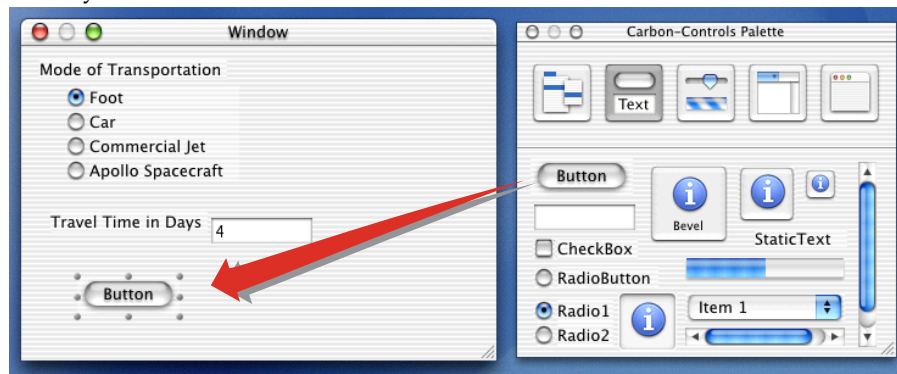 Window
Mode of Transportation
Foot
Car
Commercial Jet
Apollo Spacecraft
Travel Time in Days 4
Button
Carbon-Controls Palette
Text
Button
Bevel
StaticText
CheckBox
RadioButton
Radio1
Item 1
Radio2